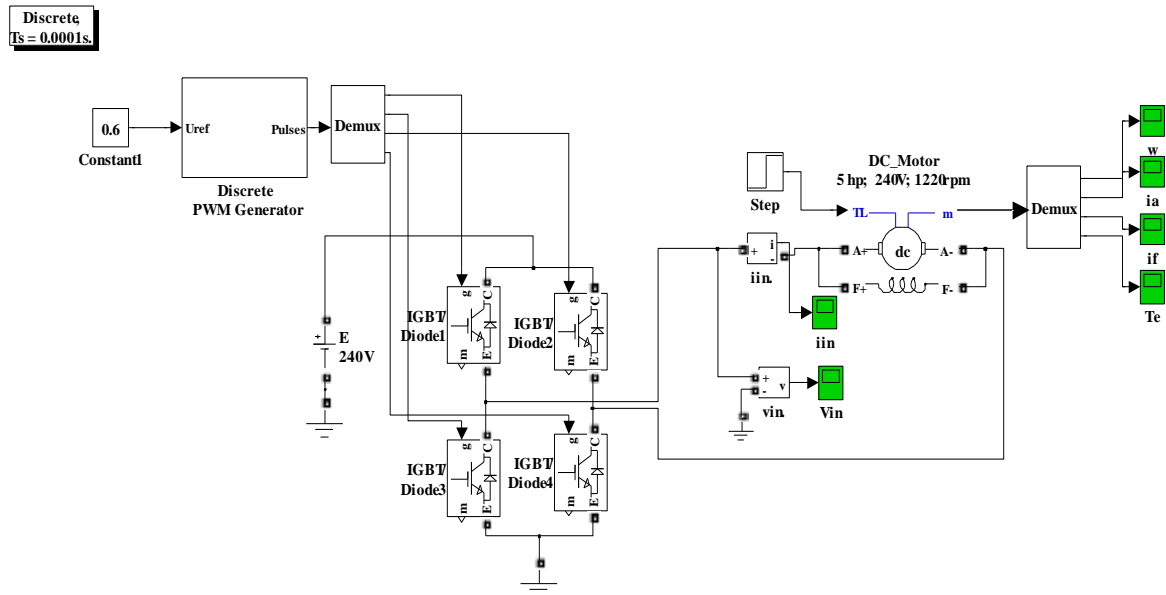 Discrete,
Ts = 0.0001s.
0.6
Constant1
Uref
Pulses
Discrete
PWM Generator
Demux
E
240V
+
g
C
IGBT/
Diode1
m
E
g
C
IGBT/
Diode2
m
E
g
C
IGBT/
Diode3
m
E
g
C
IGBT/
Diode4
m
E
Step
DC_Motor
5 hp; 240V; 1220rpm
TL
m
A+
dc
A-
F+
F-
+
i
-
iin.
iin
+
-
v
vin.
Vin
Demux
w
ia
if
Te